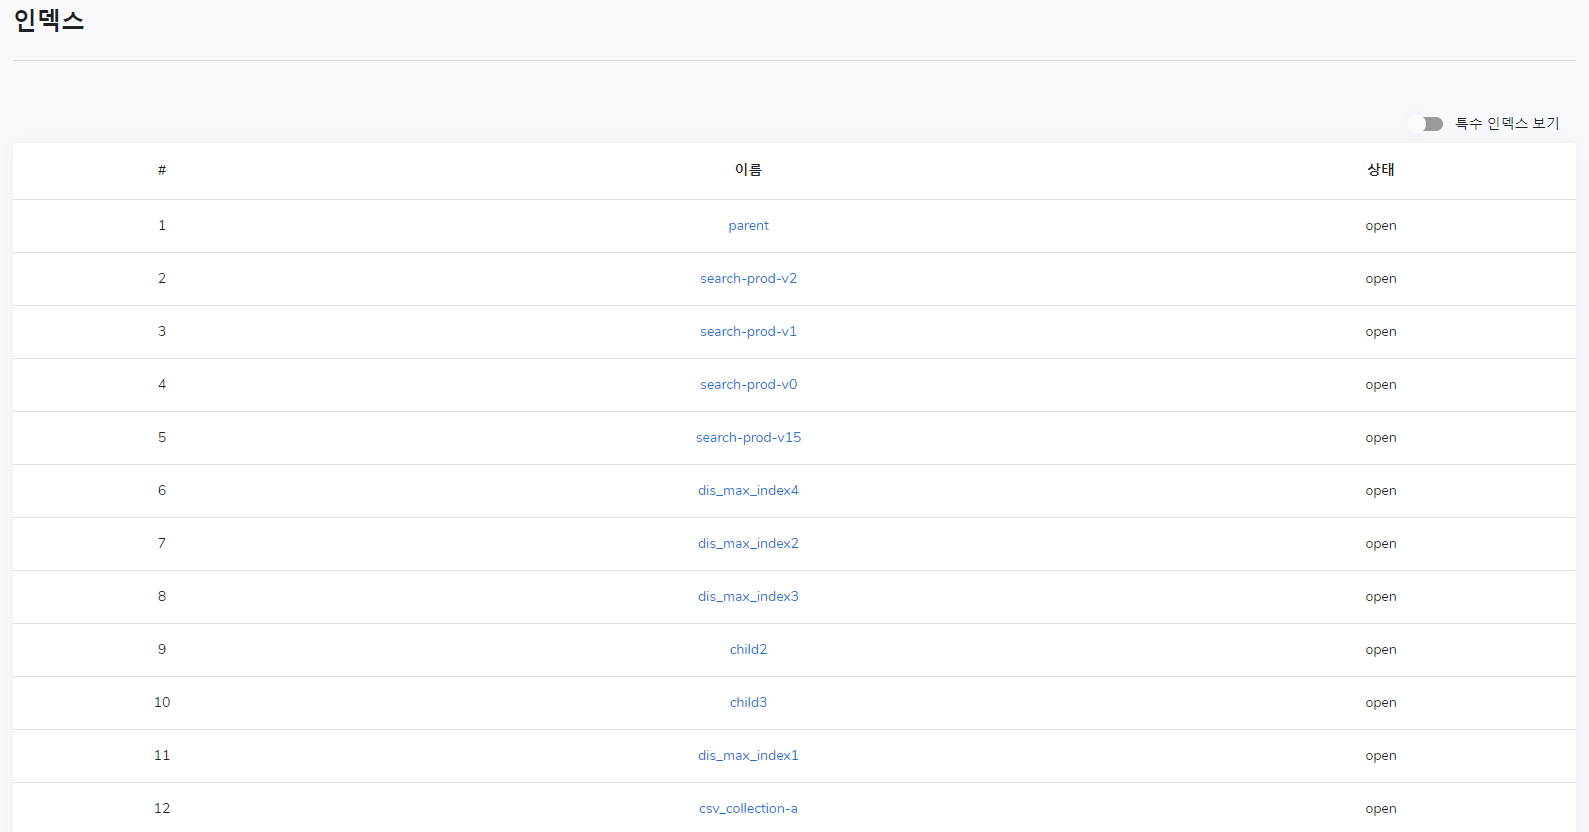 인덱스
특수 인덱스 보기
# 이름 상태
1 parent open
2 search-prod-v2 open
3 search-prod-v1 open
4 search-prod-v0 open
5 search-prod-v15 open
6 dis_max_index4 open
7 dis_max_index2 open
8 dis_max_index3 open
9 child2 open
10 child3 open
11 dis_max_index1 open
12 csv_collection-a open